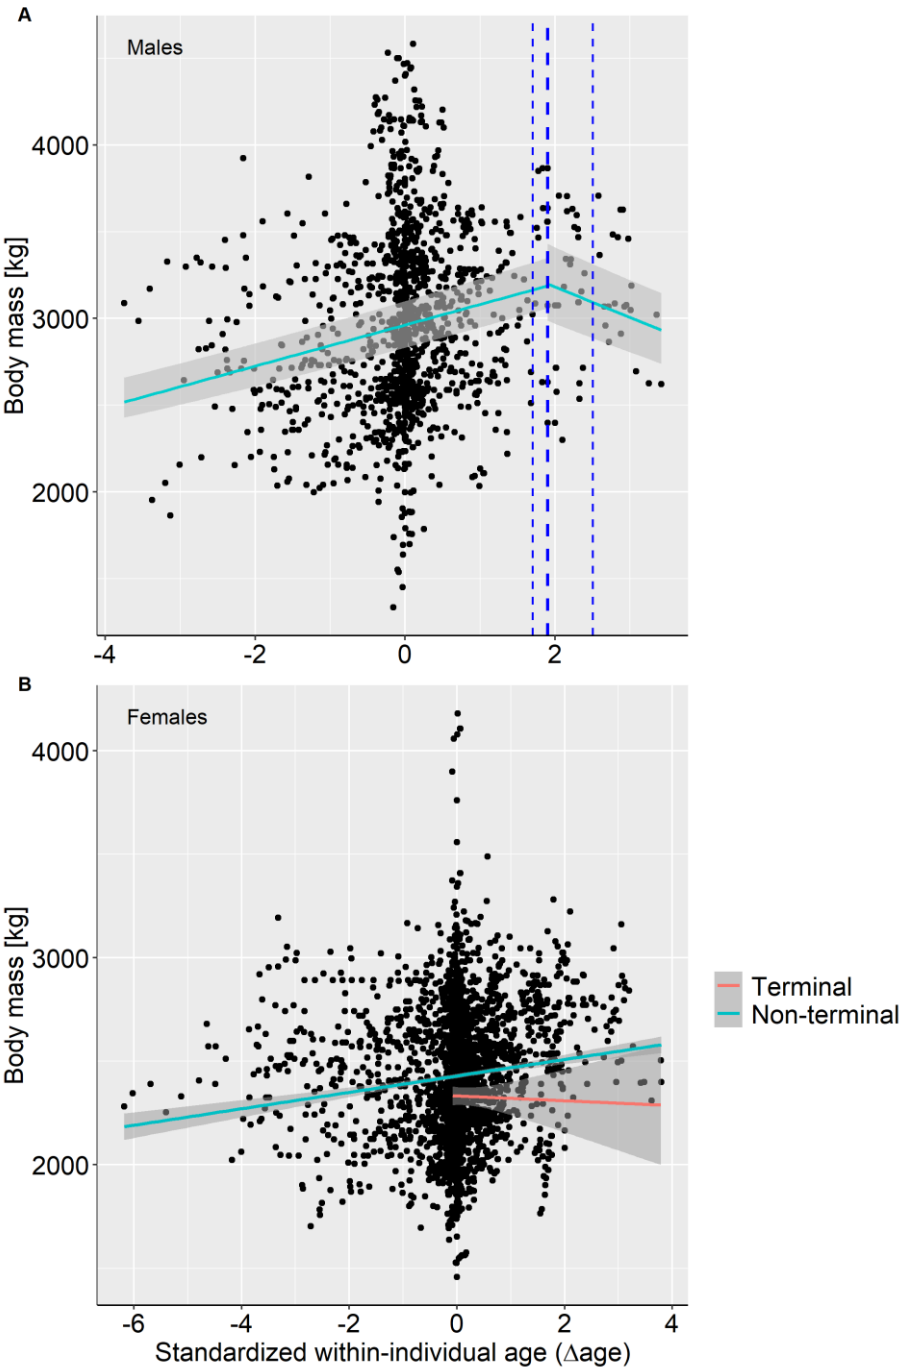 A
Males
4000
3000
2000
Body mass [kg]
-4 -2 0 2
B
Females
4000
3000
2000
Body mass [kg]
Terminal
Non-terminal
-6 -4 -2 0 2 4
Standardized within-individual age (Δage)